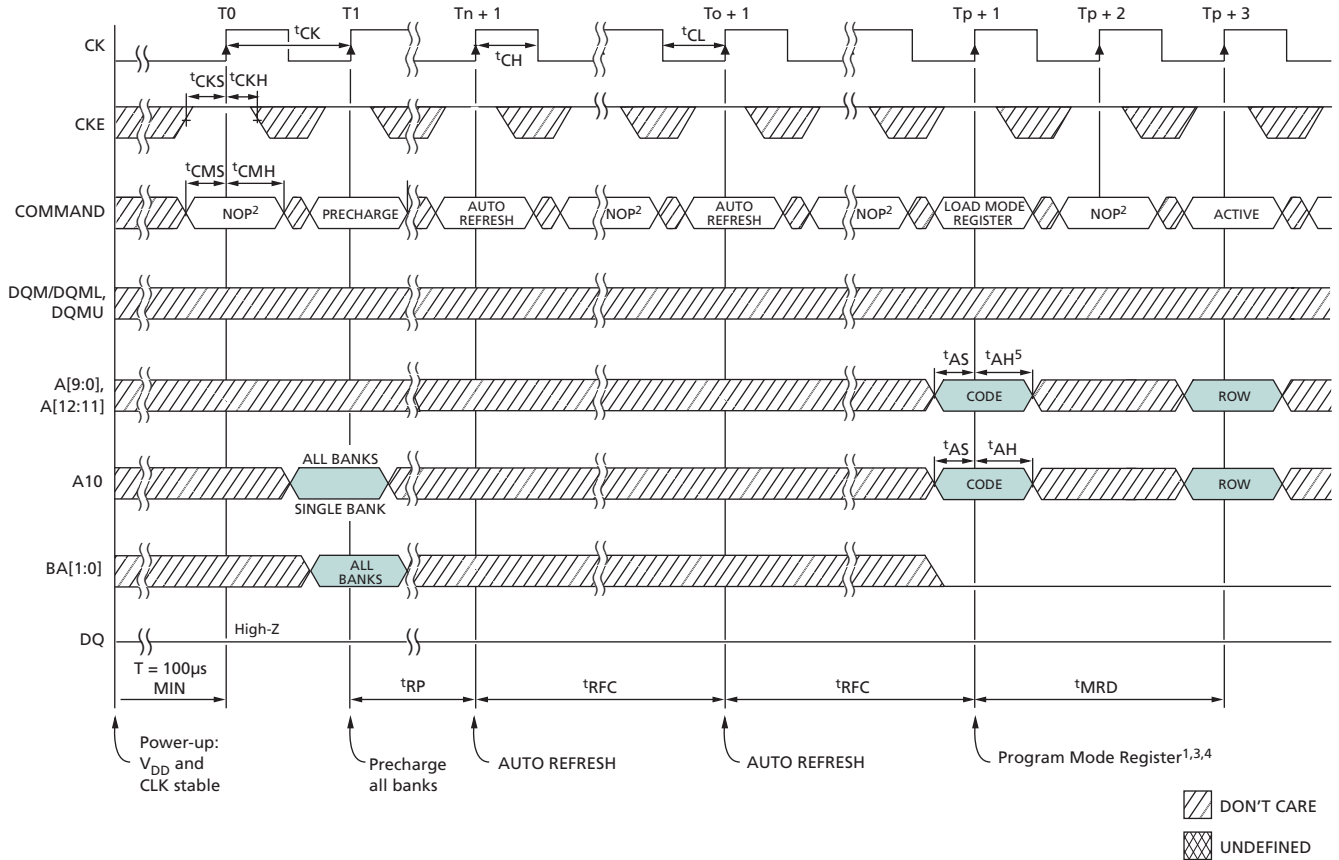 T0 T1 Tn + 1 To + 1 Tp + 1 Tp + 2 Tp + 3
CK
tCK
tCH
tCL
tCKS tCKH
CKE
tCMS tCMH
COMMAND
NOP2 PRECHARGE AUTO REFRESH NOP2 AUTO REFRESH NOP2 LOAD MODE REGISTER NOP2 ACTIVE
DQM/DQML,
DQMU
tAS tAH5
A[9:0],
A[12:11]
CODE ROW
ALL BANKS
tAS tAH
A10
CODE ROW
SINGLE BANK
BA[1:0]
ALL
BANKS
High-Z
DQ
T = 100µs
MIN
tRP tRFC tRFC tMRD
Power-up:
VDD and
CLK stable
Precharge
all banks
AUTO REFRESH
AUTO REFRESH
Program Mode Register1,3,4
DON'T CARE
UNDEFINED